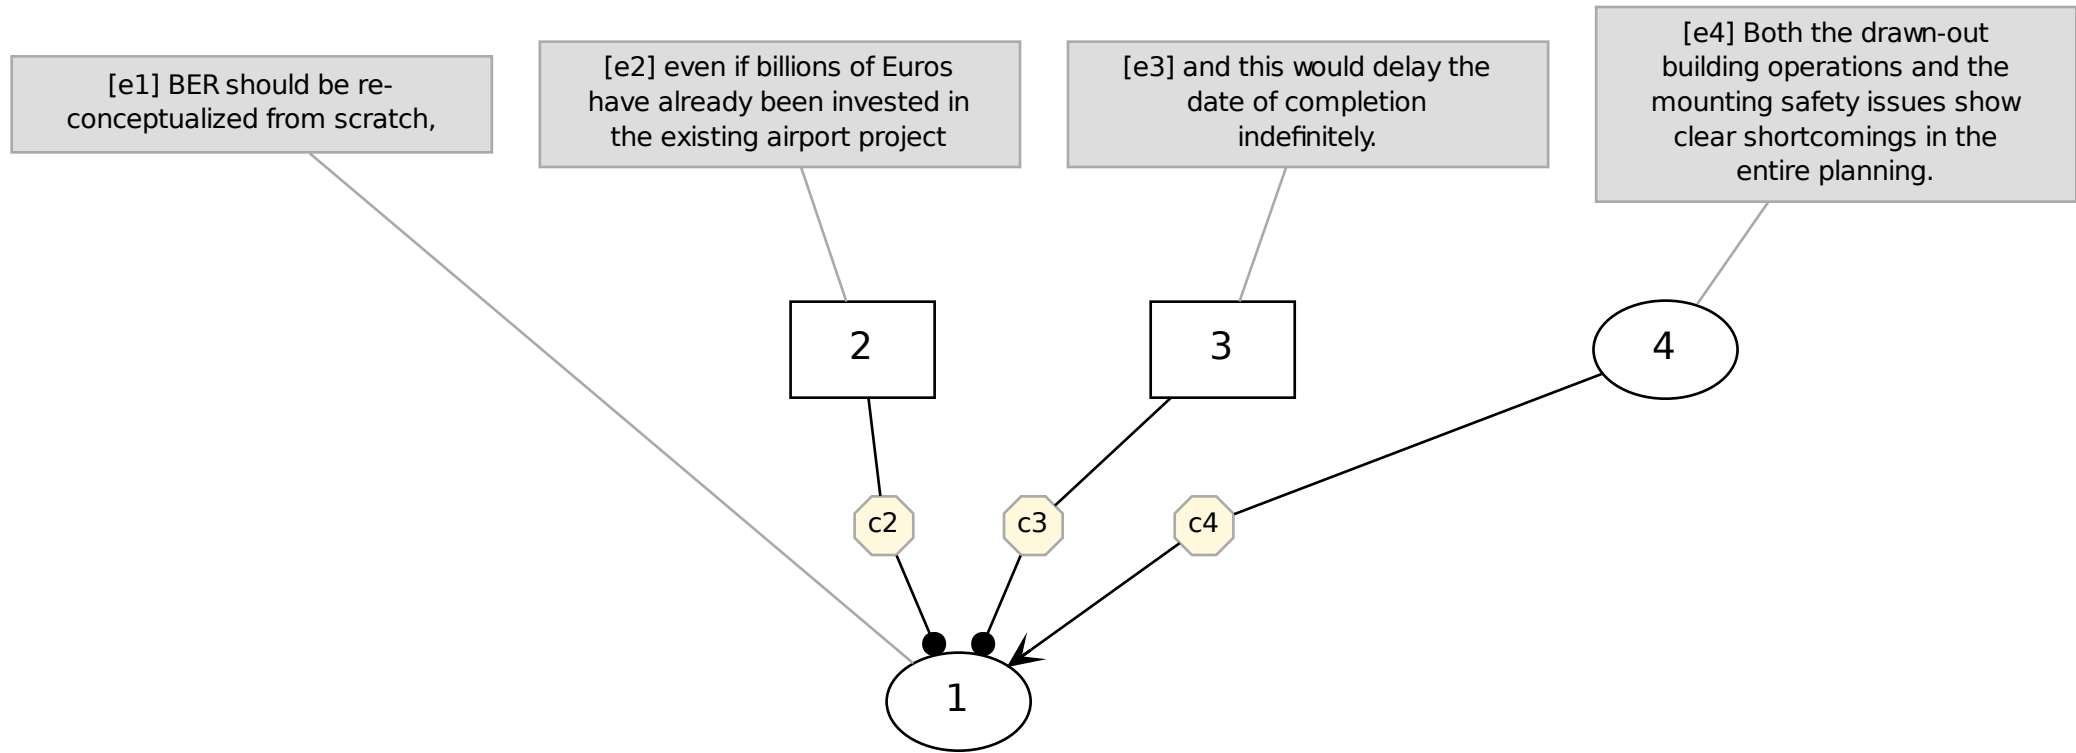 [e1] BER should be re-
conceptualized from scratch,
[e2] even if billions of Euros
have already been invested in
the existing airport project
[e3] and this would delay the
date of completion
indefinitely.
[e4] Both the drawn-out
building operations and the
mounting safety issues show
clear shortcomings in the
entire planning.
2
3
4
c2
c3
c4
1